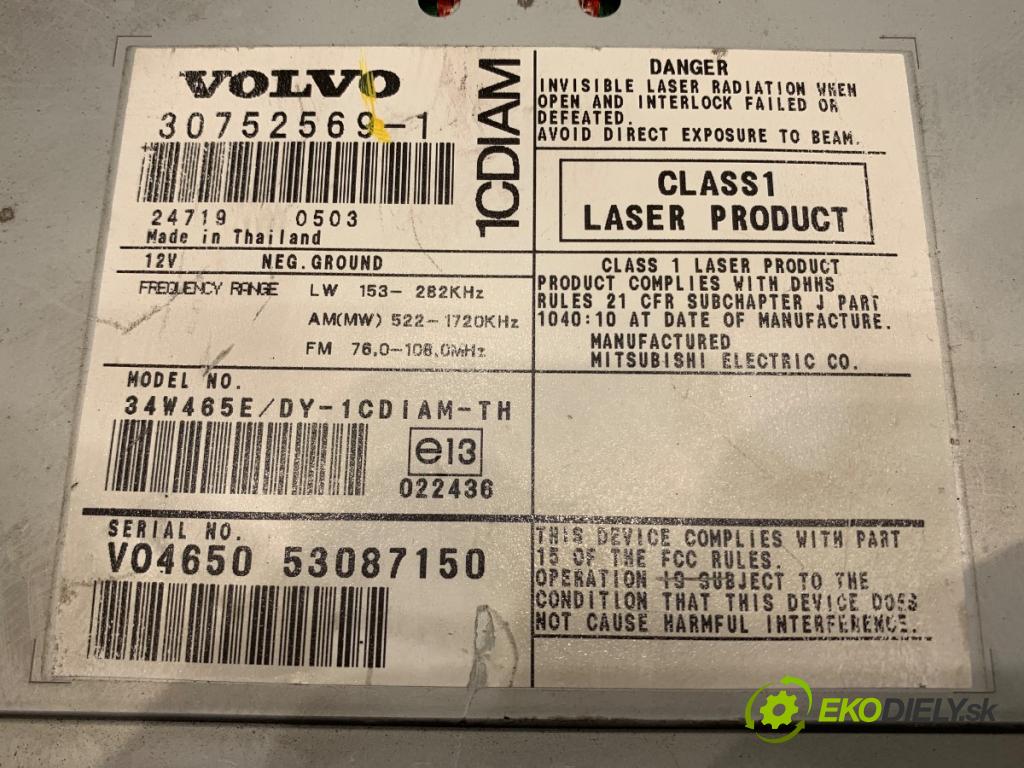 VOLVO
30752569-1
24719 0503
Made in Thailand
1CDIAM
12V NEG.GROUND
FREQUENCY RANGE LW 153-282KHz
AM(MW) 522-1720KHz
FM 76.0-108.0MHz
MODEL NO.
34W465E/DY-1CDIAM-TH
e13
022436
SERIAL NO.
VO4650 53087150
DANGER
INVISIBLE LASER RADIATION WHEN
OPEN AND INTERLOCK FAILED OR
DEFEATED.
AVOID DIRECT EXPOSURE TO BEAM.
CLASS1
LASER PRODUCT
CLASS 1 LASER PRODUCT
PRODUCT COMPLIES WITH DHHS
RULES 21 CFR SUBCHAPTER J PART
1040:10 AT DATE OF MANUFACTURE.
MANUFACTURED
MITSUBISHI ELECTRIC CO.
THIS DEVICE COMPLIES WITH PART
15 OF THE FCC RULES.
OPERATION IS SUBJECT TO THE
CONDITION THAT THIS DEVICE DOES
NOT CAUSE HARMFUL INTERFERENCE.
EKODIELY.sk